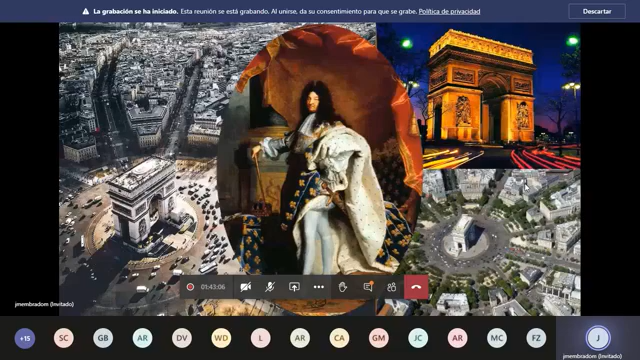 La grabación se ha iniciado. Esta reunión se está grabando. Al unirse, da su consentimiento para que se grabe. Política de privacidad
Descartar
01:43:06
jmembradom (Invitado)
+15
SC
GB
AR
DV
WD
L
AR
CA
GM
JC
AR
MC
FZ
J
jmembradom (Invitado)